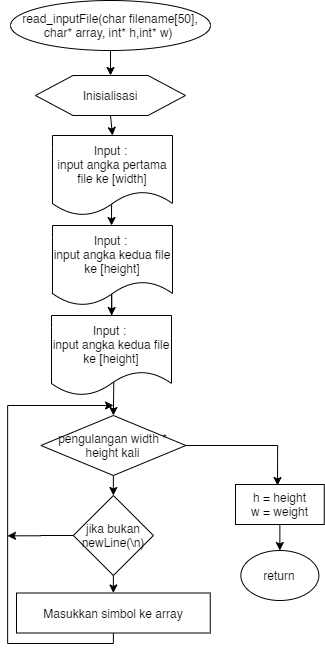 read_inputFile(char filename[50],
char* array, int* h,int* w)
Inisialisasi
Input :
input angka pertama
file ke [width]
Input :
input angka kedua file
ke [height]
Input :
input angka kedua file
ke [height]
pengulangan width *
height kali
h = height
w = weight
jika bukan
newLine(\n)
return
Masukkan simbol ke array